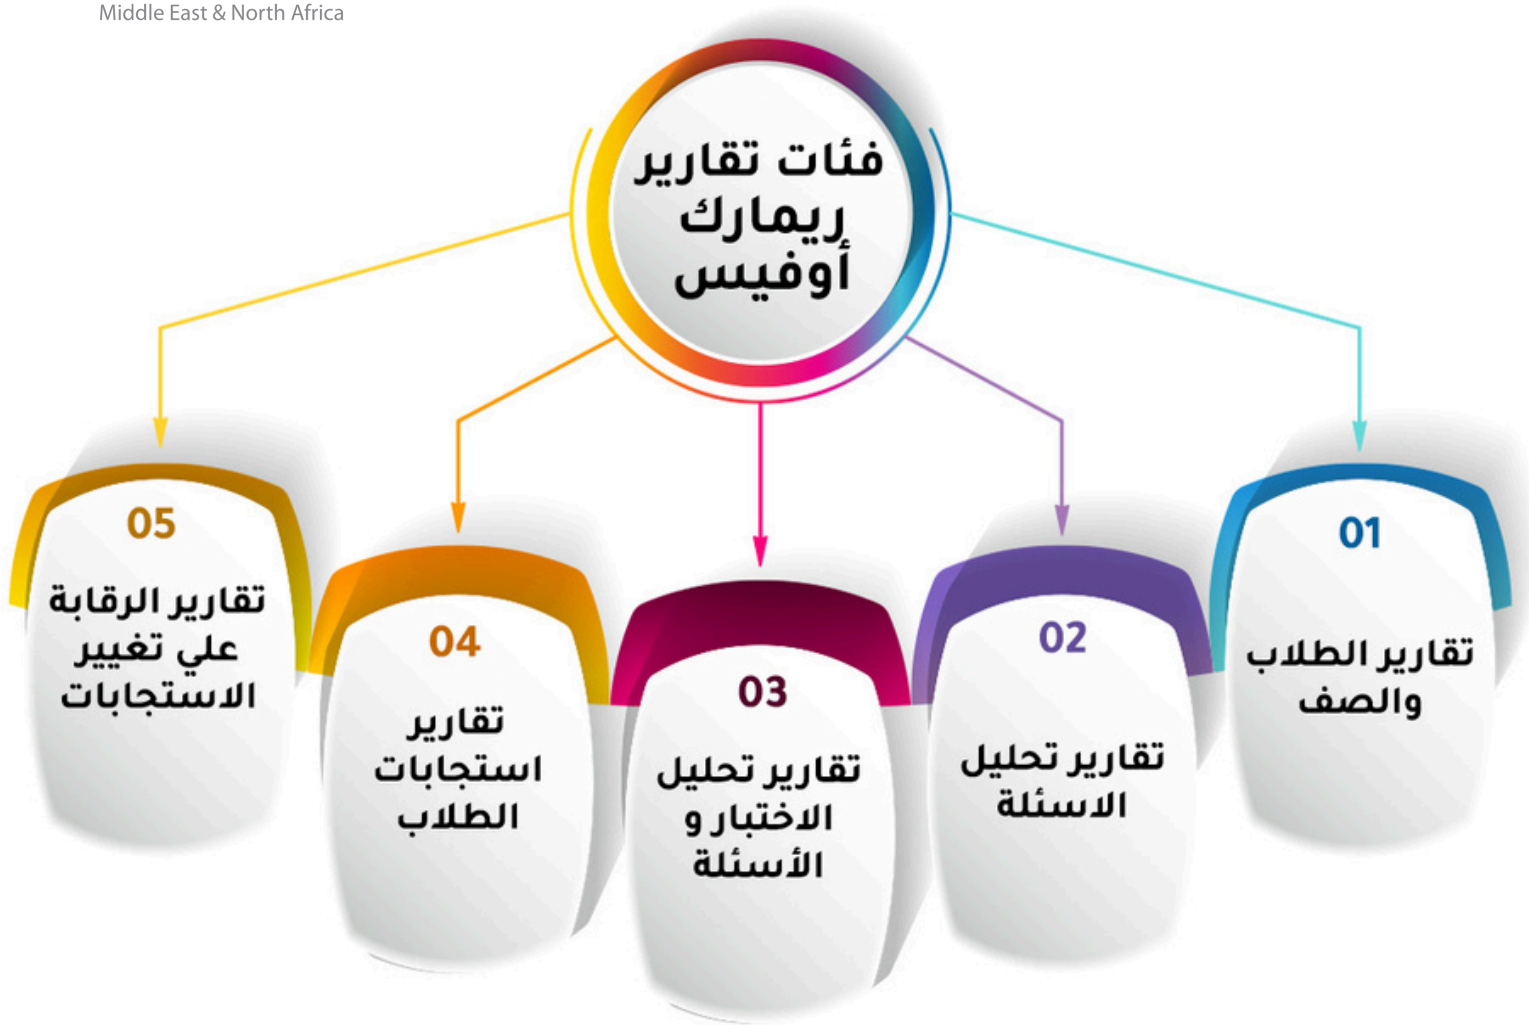 Middle East & North Africa
فئات تقارير
ريمارك
أوفيس
01
تقارير الطلاب
والصف
02
تقارير تحليل
الاسئلة
03
تقارير تحليل
الاختبار و
الأسئلة
04
تقارير
استجابات
الطلاب
05
تقارير الرقابة
علي تغيير
الاستجابات